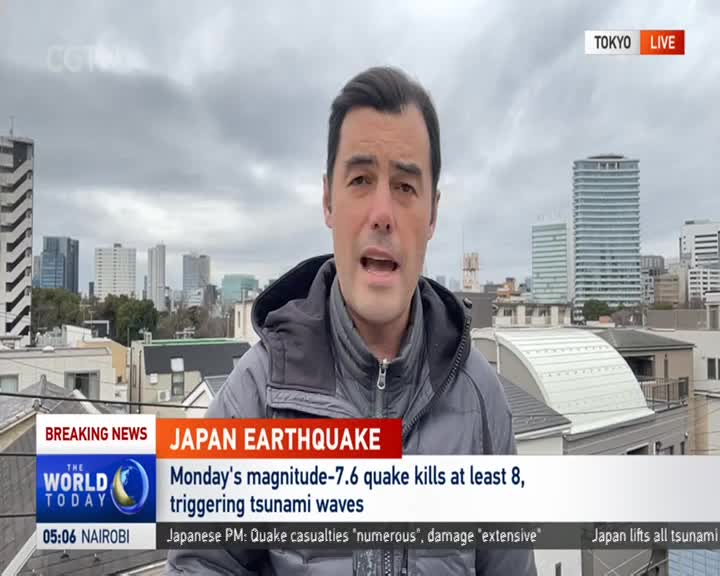 CGTN
TOKYO LIVE
BREAKING NEWS
JAPAN EARTHQUAKE
THE
WORLD
TODAY
Monday's magnitude-7.6 quake kills at least 8,
triggering tsunami waves
05:06 NAIROBI
Japanese PM: Quake casualties "numerous", damage "extensive" Japan lifts all tsunami